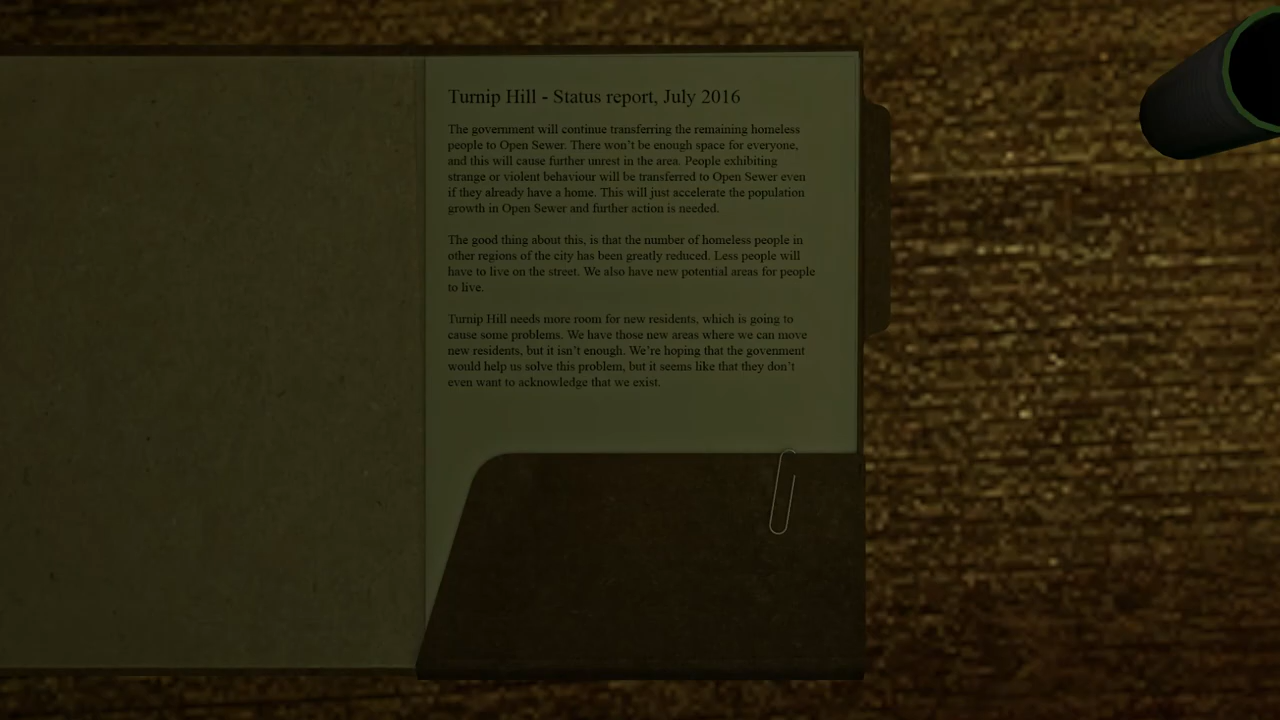 Turnip Hill - Status report, July 2016
The government will continue transferring the remaining homeless
people to Open Sewer. There won't be enough space for everyone,
and this will cause further unrest in the area. People exhibiting
strange or violent behaviour will be transferred to Open Sewer even
if they already have a home. This will just accelerate the population
growth in Open Sewer and further action is needed.
The good thing about this, is that the number of homeless people in
other regions of the city has been greatly reduced. Less people will
have to live on the street. We also have new potential areas for people
to live.
Turnip Hill needs more room for new residents, which is going to
cause some problems. We have those new areas where we can move
new residents, but it isn't enough. We're hoping that the govenment
would help us solve this problem, but it seems like that they don't
even want to acknowledge that we exist.